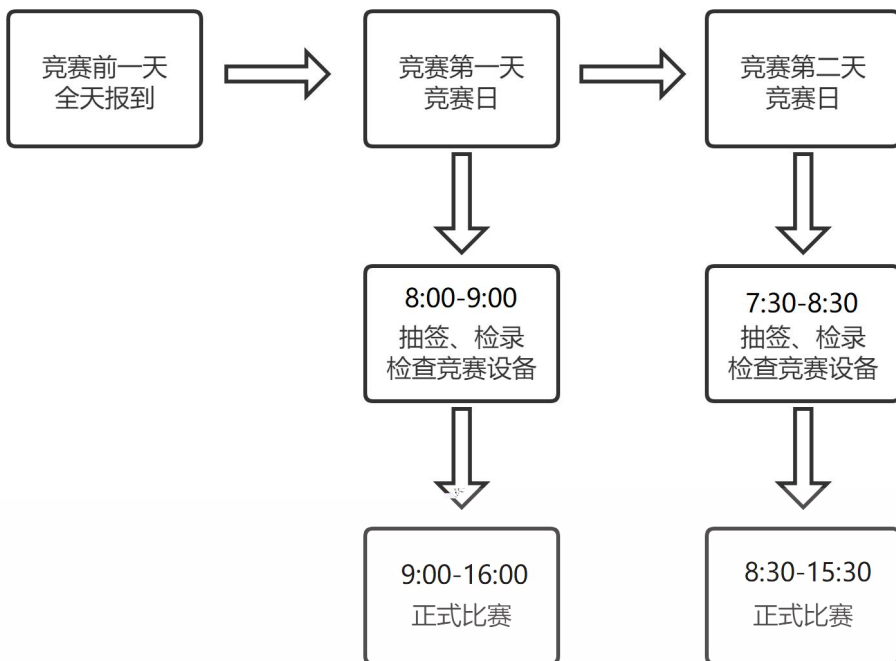 竞赛前一天
全天报到
竞赛第一天
竞赛日
竞赛第二天
竞赛日
8:00-9:00
抽签、检录
检查竞赛设备
7:30-8:30
抽签、检录
检查竞赛设备
9:00-16:00
正式比赛
8:30-15:30
正式比赛